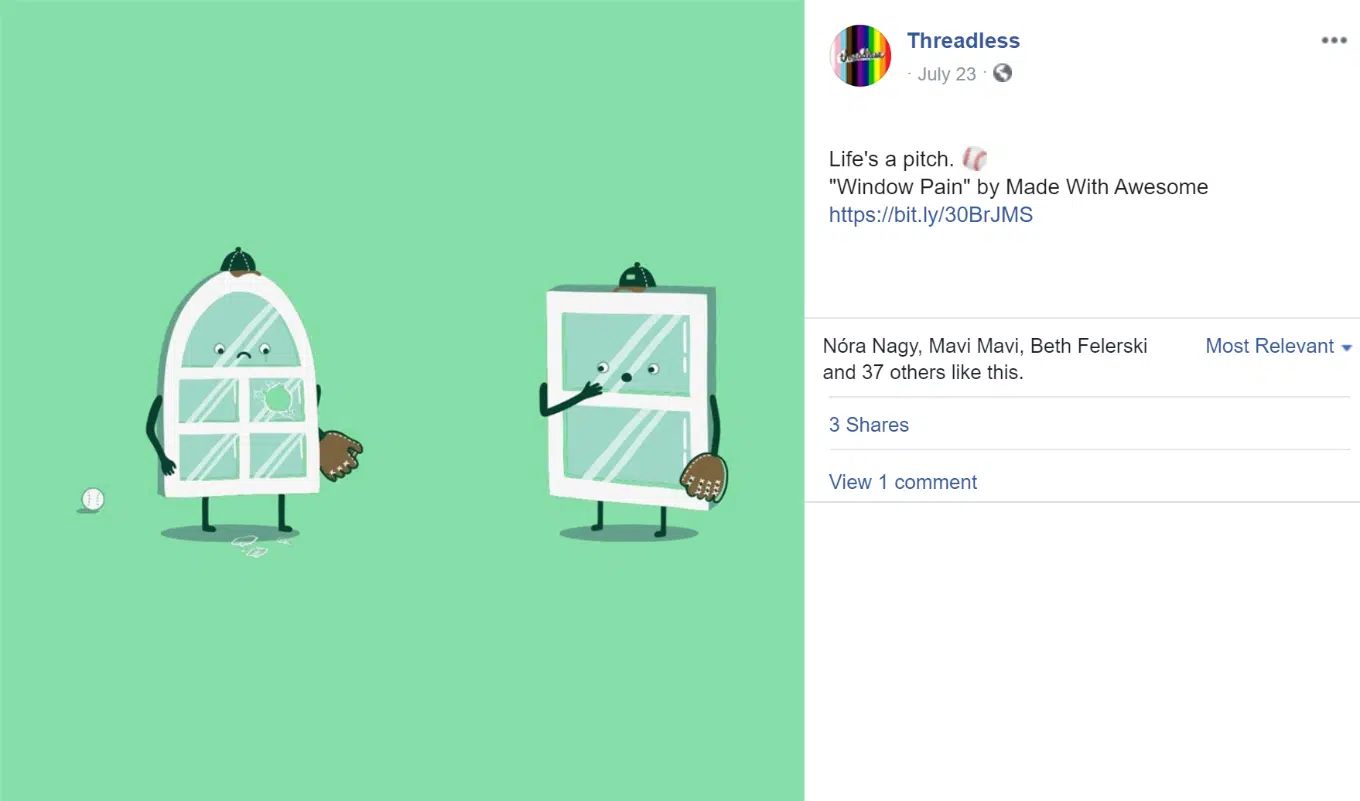 Threadless
· July 23 ·
Life's a pitch.
"Window Pain" by Made With Awesome
https://bit.ly/30BrJMS
Nóra Nagy, Mavi Mavi, Beth Felerski
and 37 others like this.
Most Relevant
3 Shares
View 1 comment